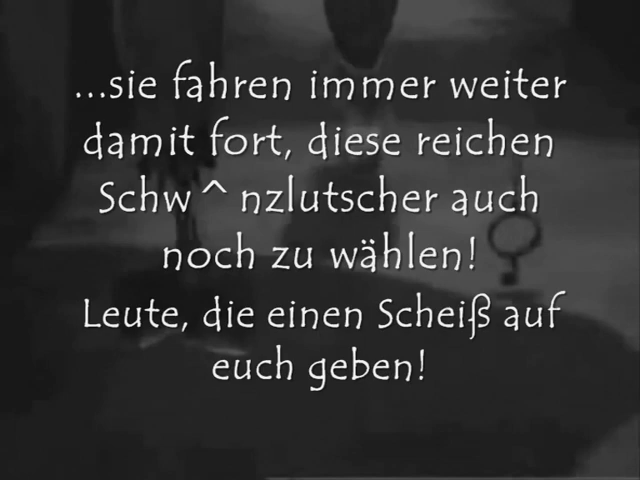 ...sie fahren immer weiter
damit fort, diese reichen
Schw^nzlutscher auch
noch zu wählen!
Leute, die einen Scheiß auf
euch geben!